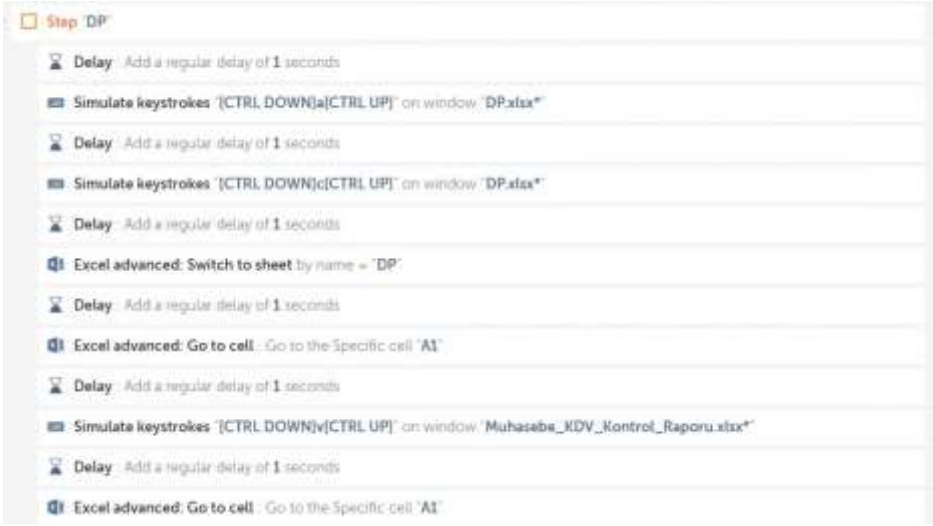 Step "DP"
Delay : Add a regular delay of 1 seconds
Simulate keystrokes "[CTRL DOWN]a[CTRL UP]" on window "DP.xlsx*"
Delay : Add a regular delay of 1 seconds
Simulate keystrokes "[CTRL DOWN]c[CTRL UP]" on window "DP.xlsx*"
Delay : Add a regular delay of 1 seconds
Excel advanced: Switch to sheet by name = "DP"
Delay : Add a regular delay of 1 seconds
Excel advanced: Go to cell : Go to the Specific cell "A1"
Delay : Add a regular delay of 1 seconds
Simulate keystrokes "[CTRL DOWN]v[CTRL UP]" on window "Muhasebe_KDV_Kontrol_Raporu.xlsx*"
Delay : Add a regular delay of 1 seconds
Excel advanced: Go to cell : Go to the Specific cell "A1"